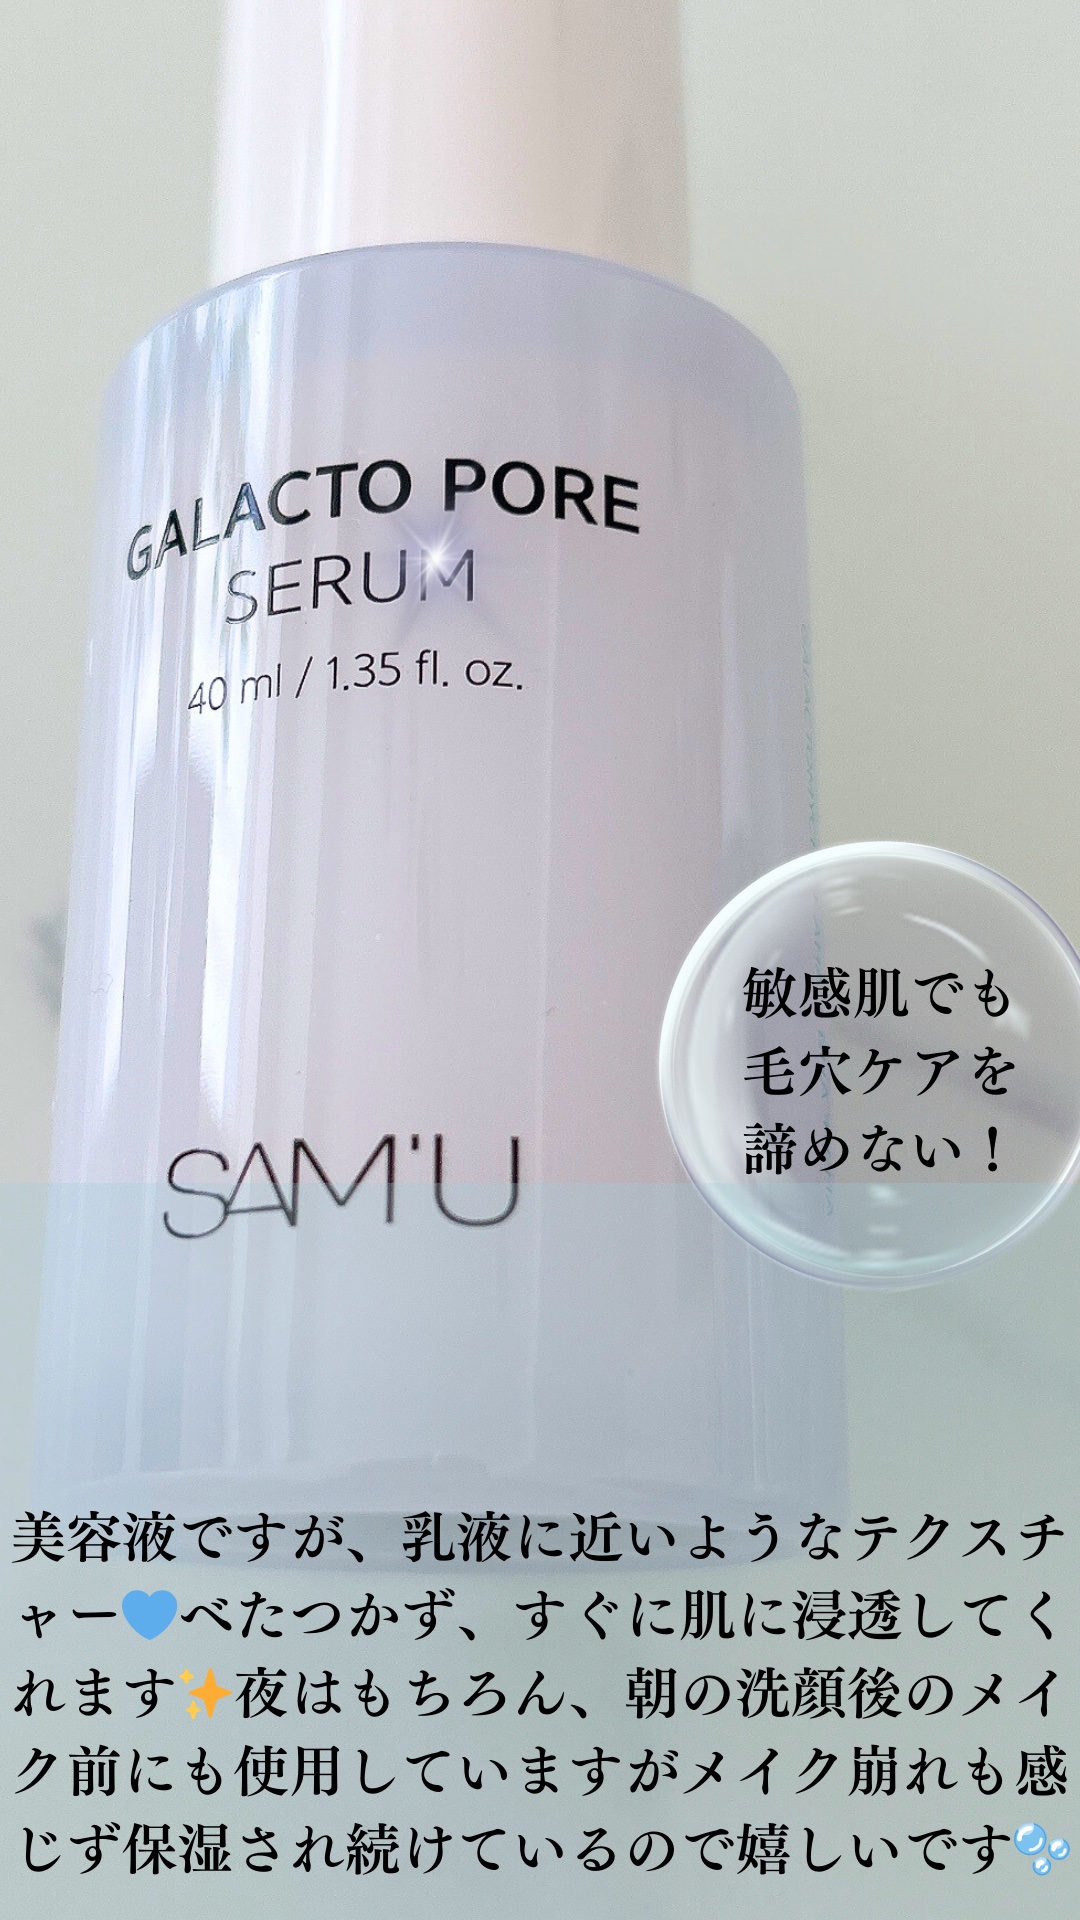 GALACTO PORE
SERUM
40 ml / 1.35 fl. oz.
SAM'U
敏感肌でも
毛穴ケアを
諦めない！
美容液ですが、乳液に近いようなテクスチ
ャー💙べたつかず、すぐに肌に浸透してく
れます✨夜はもちろん、朝の洗顔後のメイ
ク前にも使用していますがメイク崩れも感
じず保湿され続けているので嬉しいです🫧